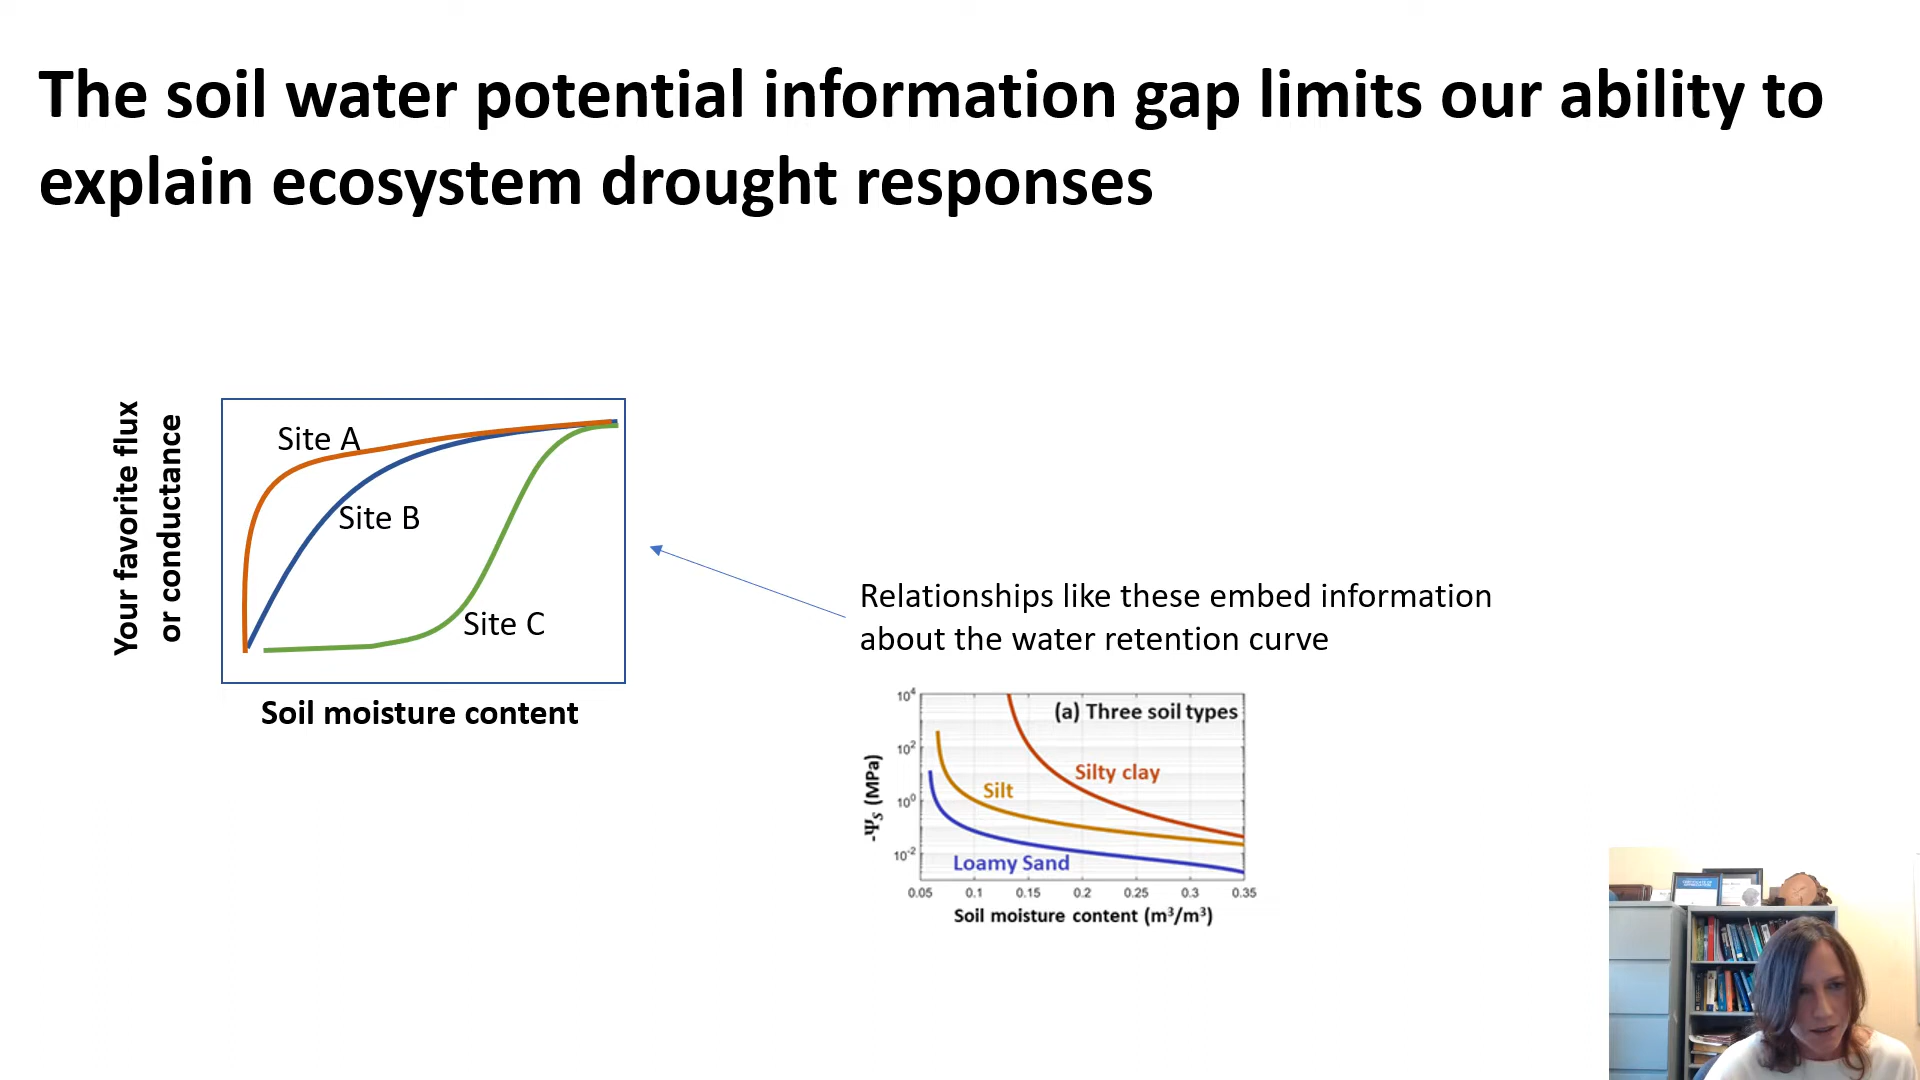 The soil water potential information gap limits our ability to
explain ecosystem drought responses
Your favorite flux
or conductance
Site A
Site B
Site C
Soil moisture content
Relationships like these embed information
about the water retention curve
(a) Three soil types
Silty clay
Silt
Loamy Sand
-ΨS (MPa)
10⁴
10²
10⁰
10⁻²
0.05 0.1 0.15 0.2 0.25 0.3 0.35
Soil moisture content (m³/m³)